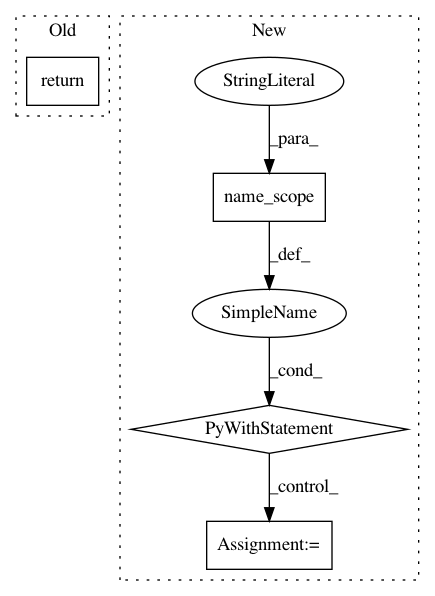 Old
New
return
StringLiteral
_para_
name_scope
_def_
SimpleName
_cond_
PyWithStatement
_control_
Assignment:=